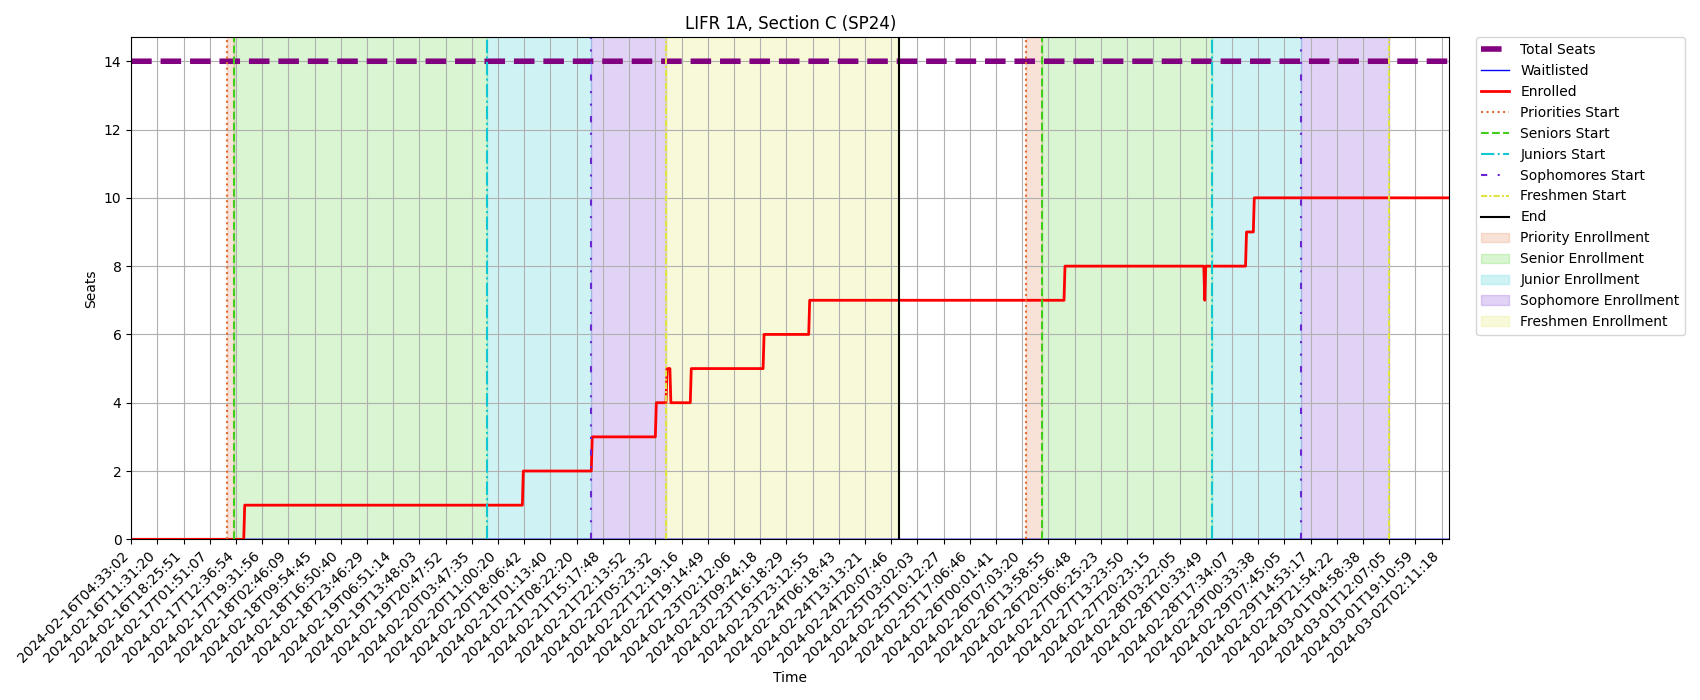 LIFR 1A, Section C (SP24)
Seats
14
12
10
8
6
4
2
0
2024-02-16T04:33:02
2024-02-16T11:31:20
2024-02-16T18:25:51
2024-02-17T01:51:07
2024-02-17T12:36:54
2024-02-17T19:31:56
2024-02-18T02:46:09
2024-02-18T09:54:45
2024-02-18T16:50:40
2024-02-18T23:46:29
2024-02-19T06:51:14
2024-02-19T13:48:03
2024-02-19T20:47:52
2024-02-20T03:47:35
2024-02-20T11:00:20
2024-02-20T18:06:42
2024-02-21T01:13:40
2024-02-21T08:22:20
2024-02-21T15:17:48
2024-02-21T22:13:52
2024-02-22T05:23:32
2024-02-22T12:19:16
2024-02-22T19:14:49
2024-02-23T02:12:06
2024-02-23T09:24:18
2024-02-23T16:18:29
2024-02-23T23:12:55
2024-02-24T06:18:43
2024-02-24T13:13:21
2024-02-24T20:07:46
2024-02-25T03:02:03
2024-02-25T10:12:27
2024-02-25T17:06:46
2024-02-26T00:01:41
2024-02-26T07:03:20
2024-02-26T13:58:55
2024-02-26T20:56:48
2024-02-27T06:25:23
2024-02-27T13:23:50
2024-02-27T20:23:15
2024-02-28T03:22:05
2024-02-28T10:33:49
2024-02-28T17:34:07
2024-02-29T00:33:38
2024-02-29T07:45:05
2024-02-29T14:53:17
2024-02-29T21:54:22
2024-03-01T04:58:38
2024-03-01T12:07:05
2024-03-01T19:10:59
2024-03-02T02:11:18
Time
Total Seats
Waitlisted
Enrolled
Priorities Start
Seniors Start
Juniors Start
Sophomores Start
Freshmen Start
End
Priority Enrollment
Senior Enrollment
Junior Enrollment
Sophomore Enrollment
Freshmen Enrollment